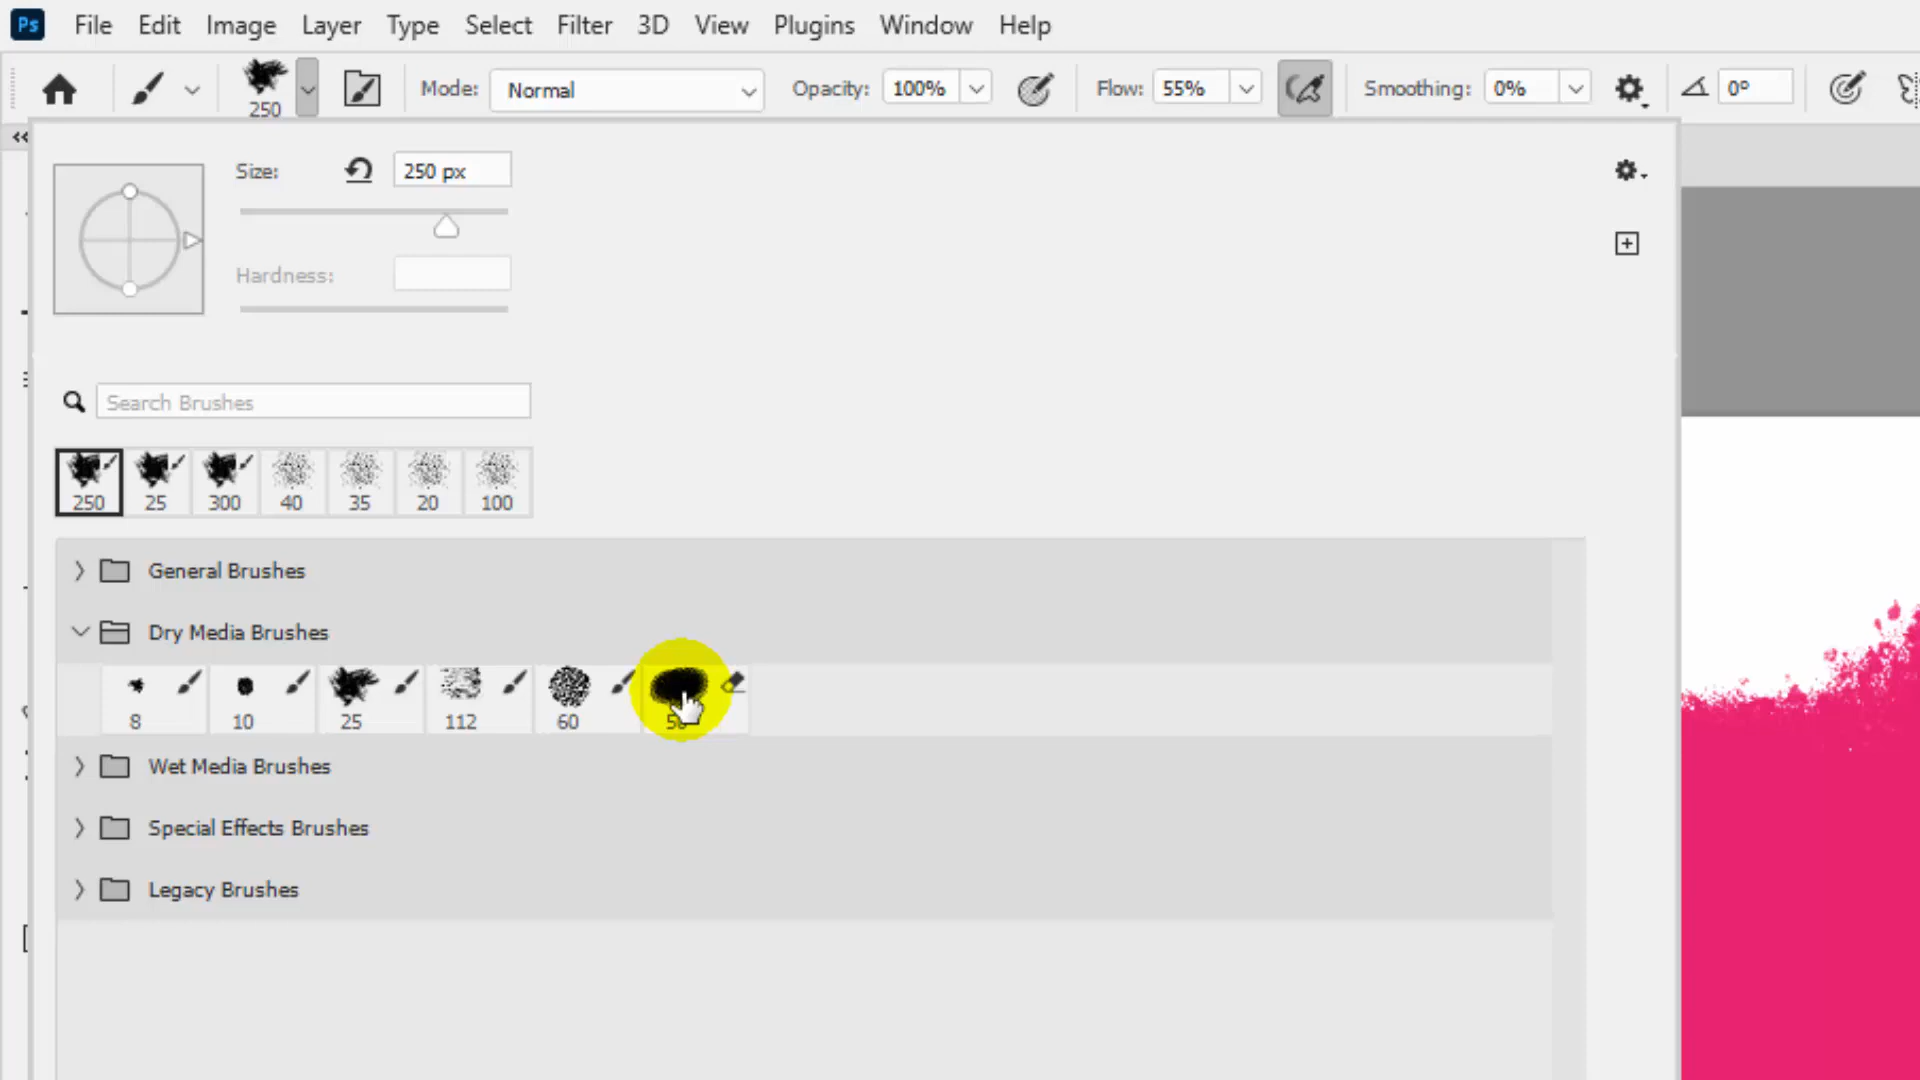 Ps File Edit Image Layer Type Select Filter 3D View Plugins Window Help
250 Mode: Normal Opacity: 100% Flow: 55% Smoothing: 0% 0°
Size: 250 px
Hardness:
Search Brushes
250 25 300 40 35 20 100
General Brushes
Dry Media Brushes
8 10 25 112 60
Wet Media Brushes
Special Effects Brushes
Legacy Brushes